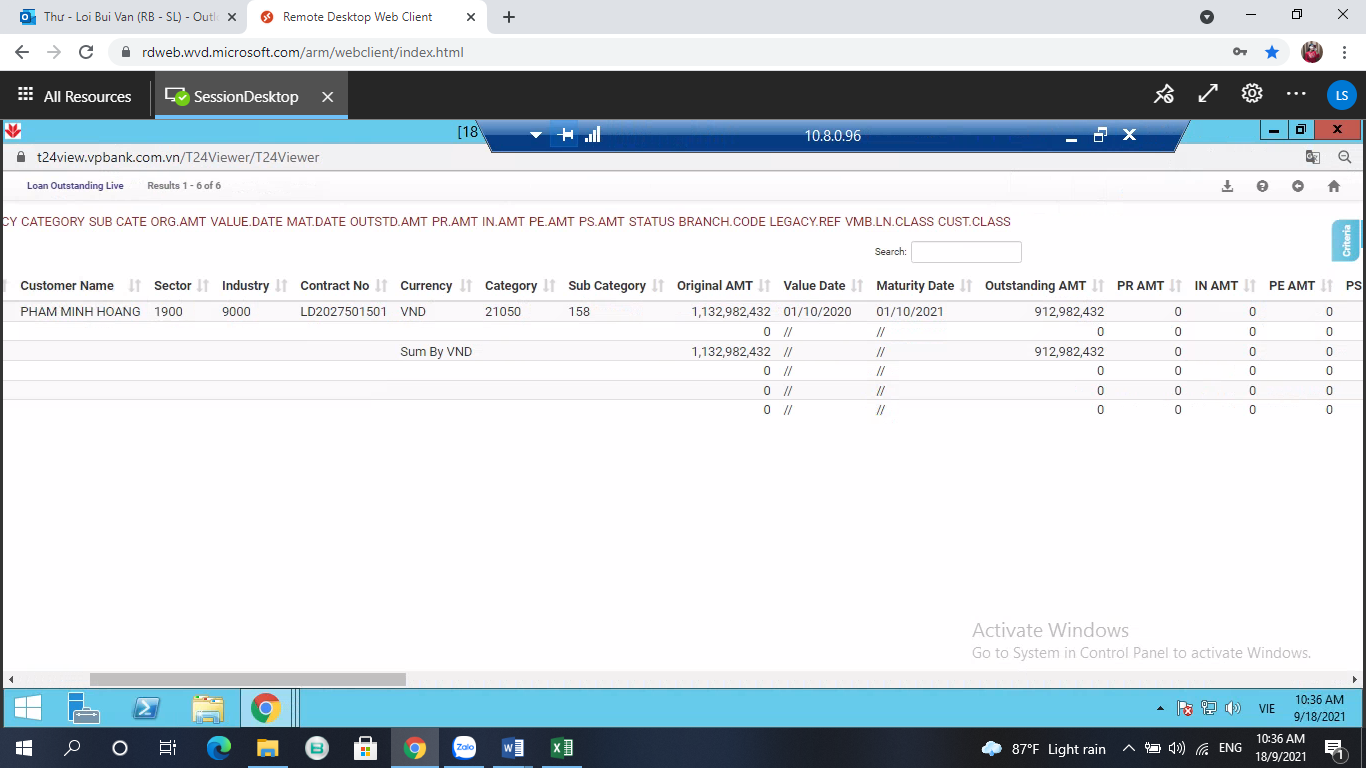 Thư - Loi Bui Van (RB - SL) - Outl
Remote Desktop Web Client
rdweb.wvd.microsoft.com/arm/webclient/index.html
All Resources
SessionDesktop
LS
[18
10.8.0.96
t24view.vpbank.com.vn/T24Viewer/T24Viewer
Loan Outstanding Live Results 1 - 6 of 6
CY CATEGORY SUB CATE ORG.AMT VALUE.DATE MAT.DATE OUTSTD.AMT PR.AMT IN.AMT PE.AMT PS.AMT STATUS BRANCH.CODE LEGACY.REF VMB.LN.CLASS CUST.CLASS
Criteria
Search:
Customer Name Sector Industry Contract No Currency Category Sub Category Original AMT Value Date Maturity Date Outstanding AMT PR AMT IN AMT PE AMT PS
PHAM MINH HOANG 1900 9000 LD2027501501 VND 21050 158 1,132,982,432 01/10/2020 01/10/2021 912,982,432 0 0 0
0 // // 0 0 0 0
Sum By VND 1,132,982,432 // // 912,982,432 0 0 0
0 // // 0 0 0 0
0 // // 0 0 0 0
0 // // 0 0 0 0
Activate Windows
Go to System in Control Panel to activate Windows.
VIE
10:36 AM
9/18/2021
Zalo
87°F Light rain
ENG
10:36 AM
18/9/2021
1